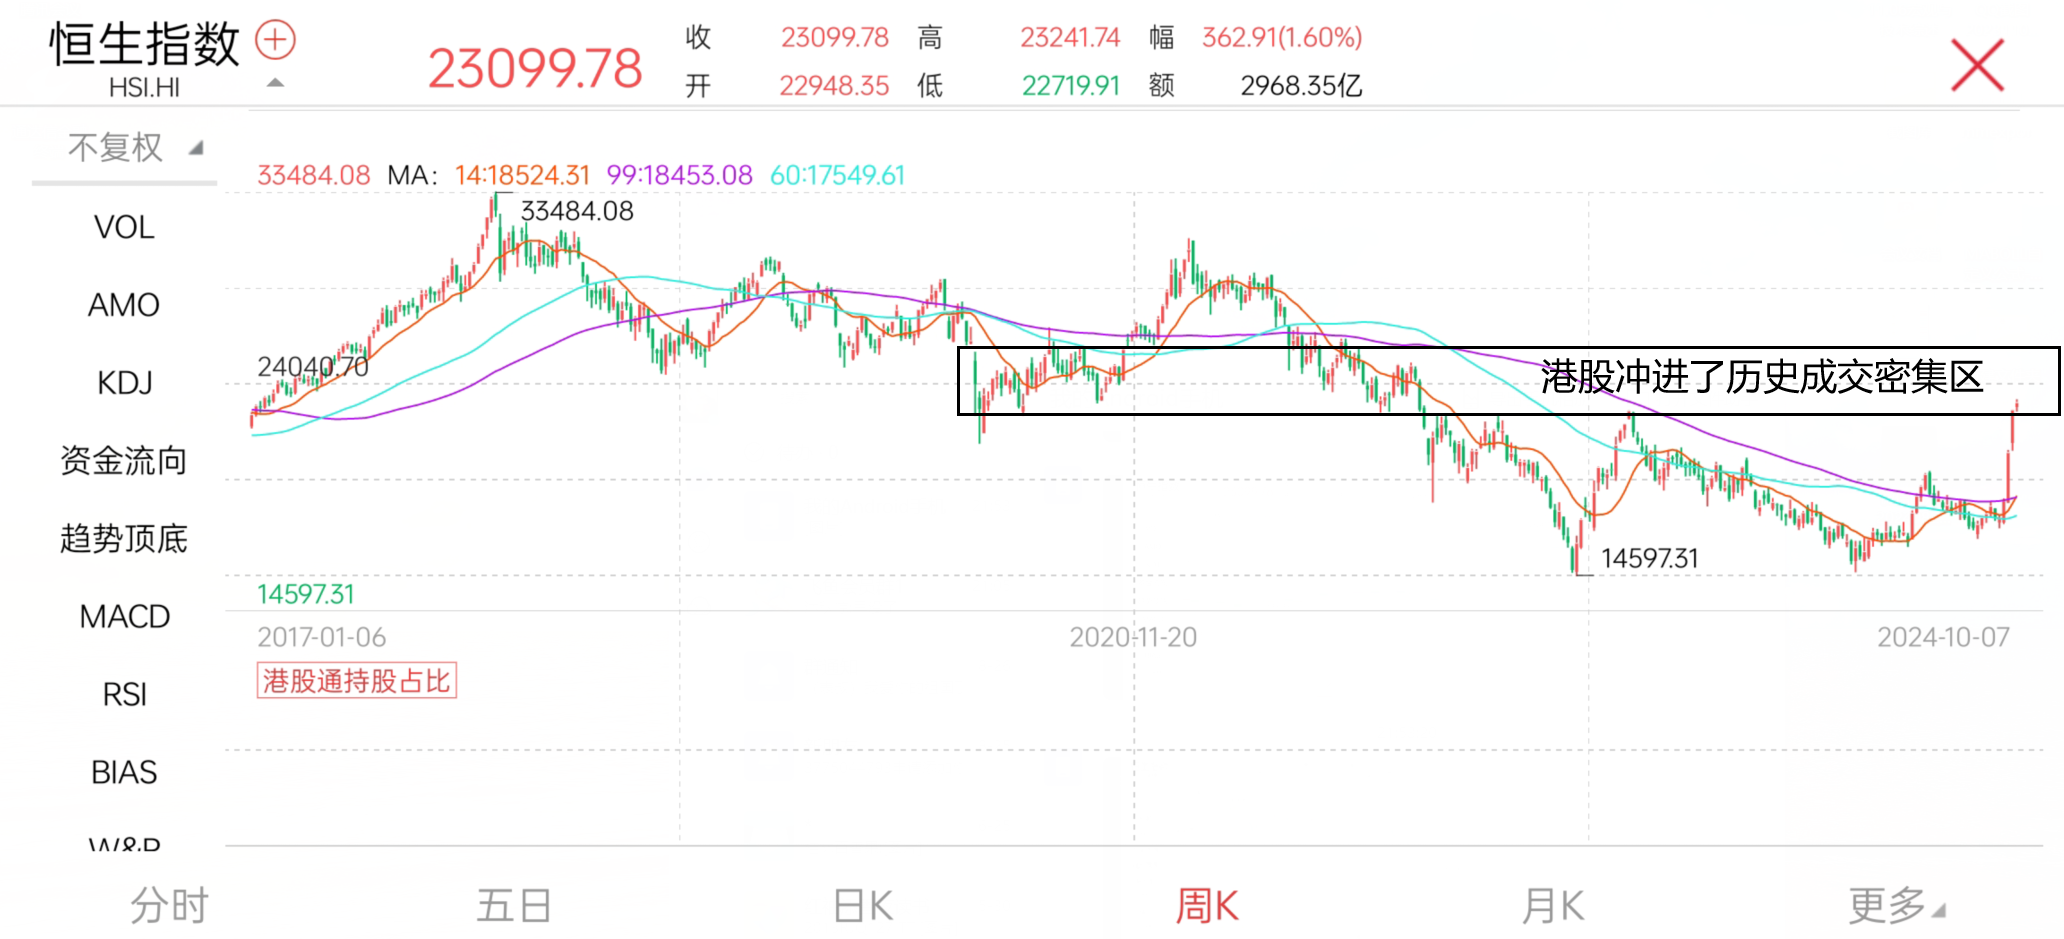 恒生指数
HSI.HI
23099.78
收 23099.78 高 23241.74 幅 362.91(1.60%)
开 22948.35 低 22719.91 额 2968.35亿
不复权
33484.08 MA: 14:18524.31 99:18453.08 60:17549.61
33484.08
VOL
AMO
24040.70
KDJ
港股冲进了历史成交密集区
资金流向
趋势顶底
14597.31
14597.31
MACD
2017-01-06 2020-11-20 2024-10-07
港股通持股占比
RSI
BIAS
W&R
分时 五日 日K 周K 月K 更多